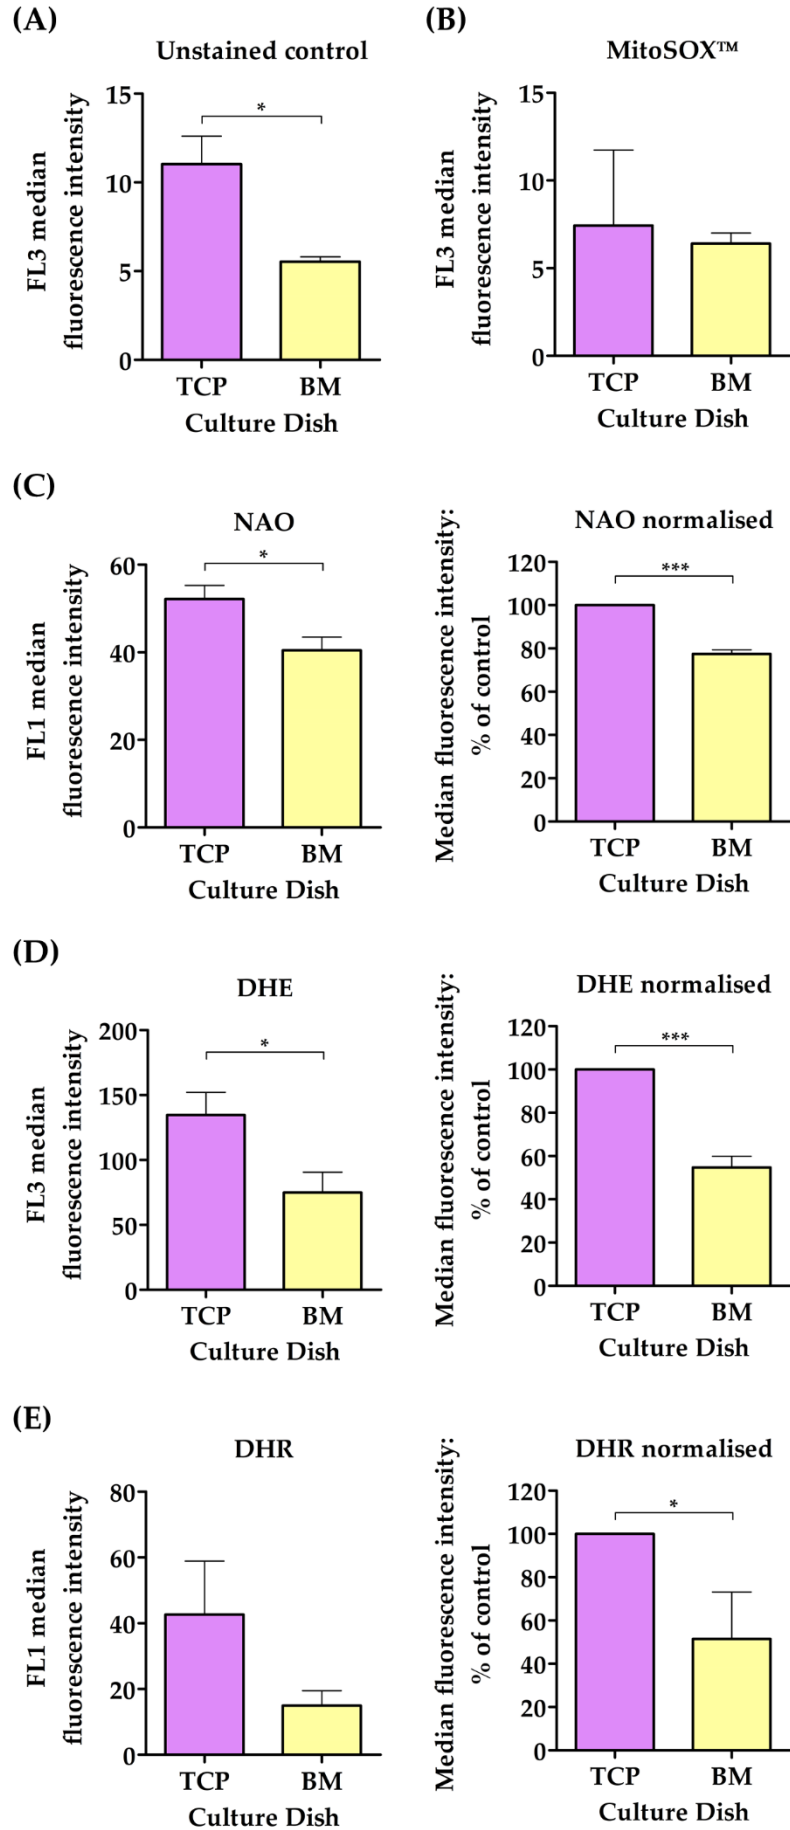 (A)
Unstained control
FL3 median
fluorescence intensity
15
10
5
0
*
TCP BM
Culture Dish
(B)
MitoSOX™
FL3 median
fluorescence intensity
15
10
5
0
TCP BM
Culture Dish
(C)
NAO
FL1 median
fluorescence intensity
60
40
20
0
*
TCP BM
Culture Dish
NAO normalised
Median fluorescence intensity:
% of control
120
100
80
60
40
20
0
***
TCP BM
Culture Dish
(D)
DHE
FL3 median
fluorescence intensity
200
150
100
50
0
*
TCP BM
Culture Dish
DHE normalised
Median fluorescence intensity:
% of control
120
100
80
60
40
20
0
***
TCP BM
Culture Dish
(E)
DHR
FL1 median
fluorescence intensity
80
60
40
20
0
TCP BM
Culture Dish
DHR normalised
Median fluorescence intensity:
% of control
120
100
80
60
40
20
0
*
TCP BM
Culture Dish